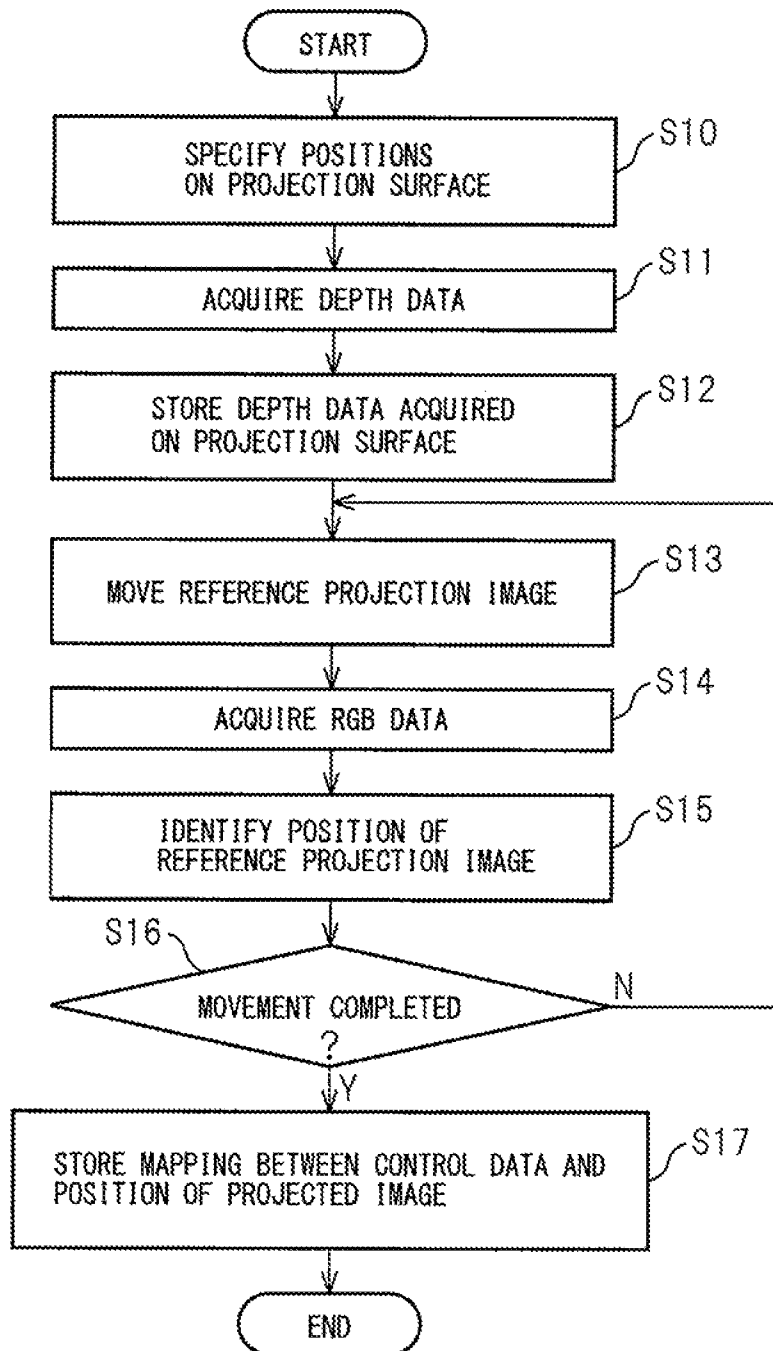 START
SPECIFY POSITIONS
ON PROJECTION SURFACE
S10
ACQUIRE DEPTH DATA
S11
STORE DEPTH DATA ACQUIRED
ON PROJECTION SURFACE
S12
MOVE REFERENCE PROJECTION IMAGE
S13
ACQUIRE RGB DATA
S14
IDENTIFY POSITION OF
REFERENCE PROJECTION IMAGE
S15
S16
MOVEMENT COMPLETED
?
N
Y
STORE MAPPING BETWEEN CONTROL DATA AND
POSITION OF PROJECTED IMAGE
S17
END